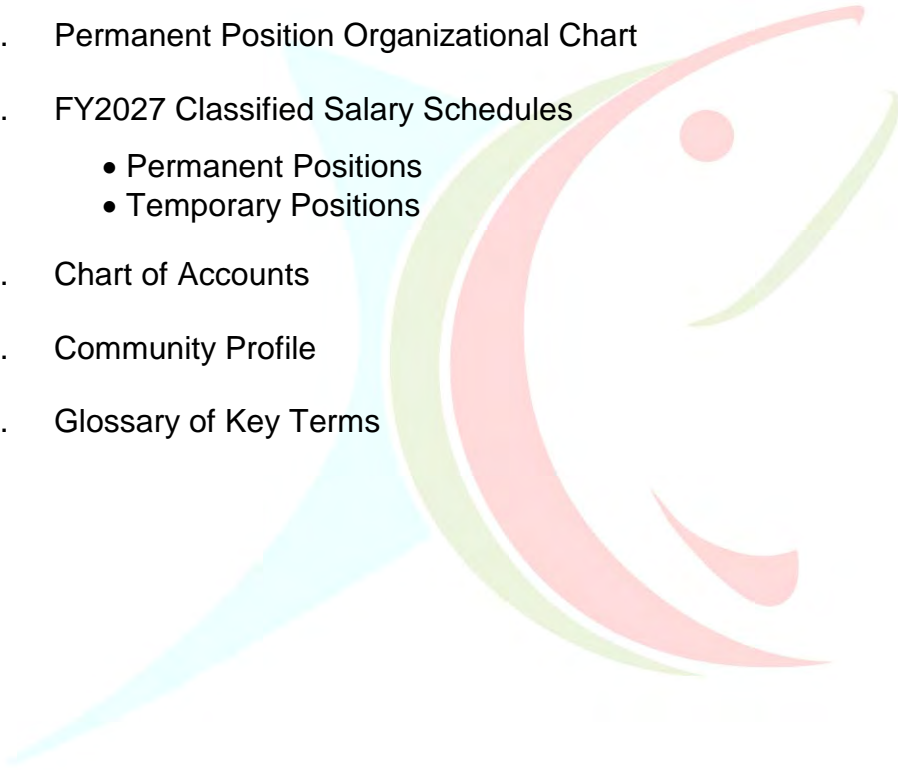 . Permanent Position Organizational Chart
. FY2027 Classified Salary Schedules
• Permanent Positions
• Temporary Positions
. Chart of Accounts
. Community Profile
. Glossary of Key Terms